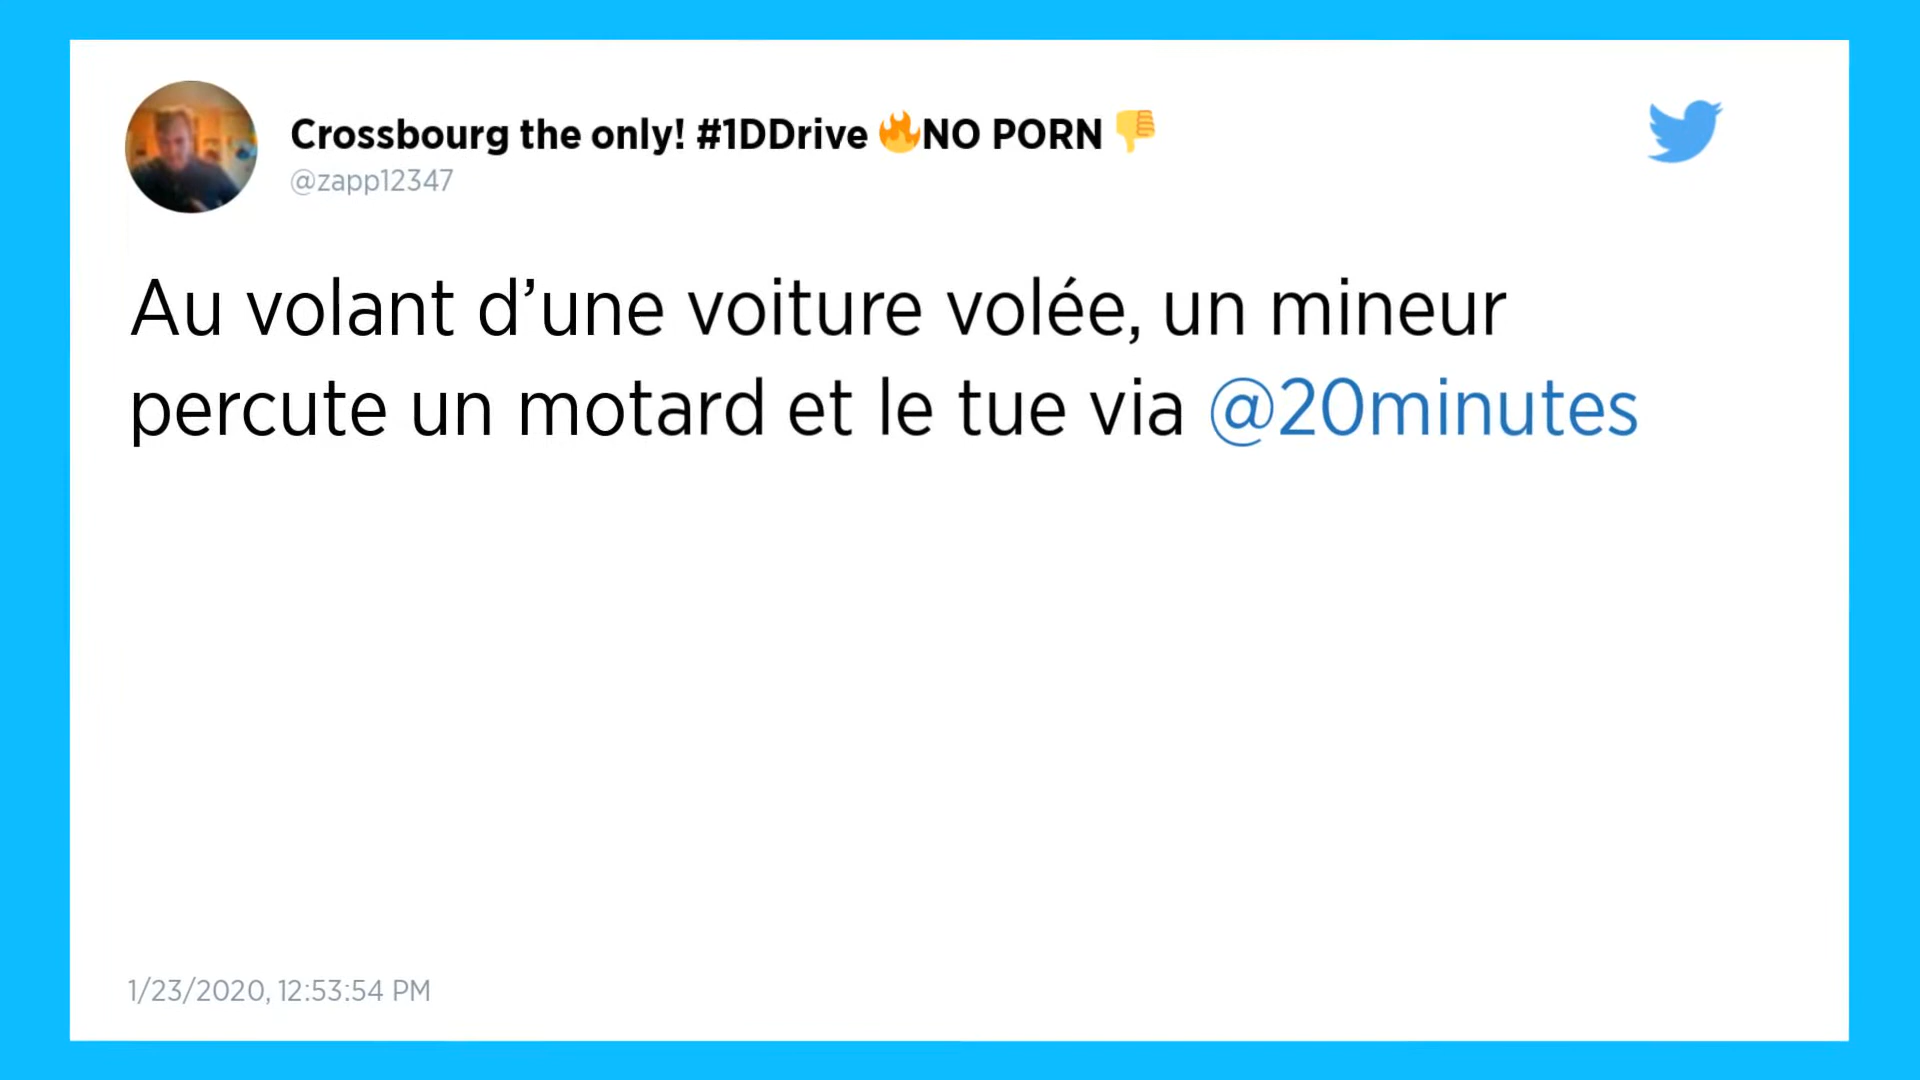 Crossbourg the only! #1DDrive 🔥NO PORN 👎
@zapp12347
Au volant d’une voiture volée, un mineur
percute un motard et le tue via @20minutes
1/23/2020, 12:53:54 PM